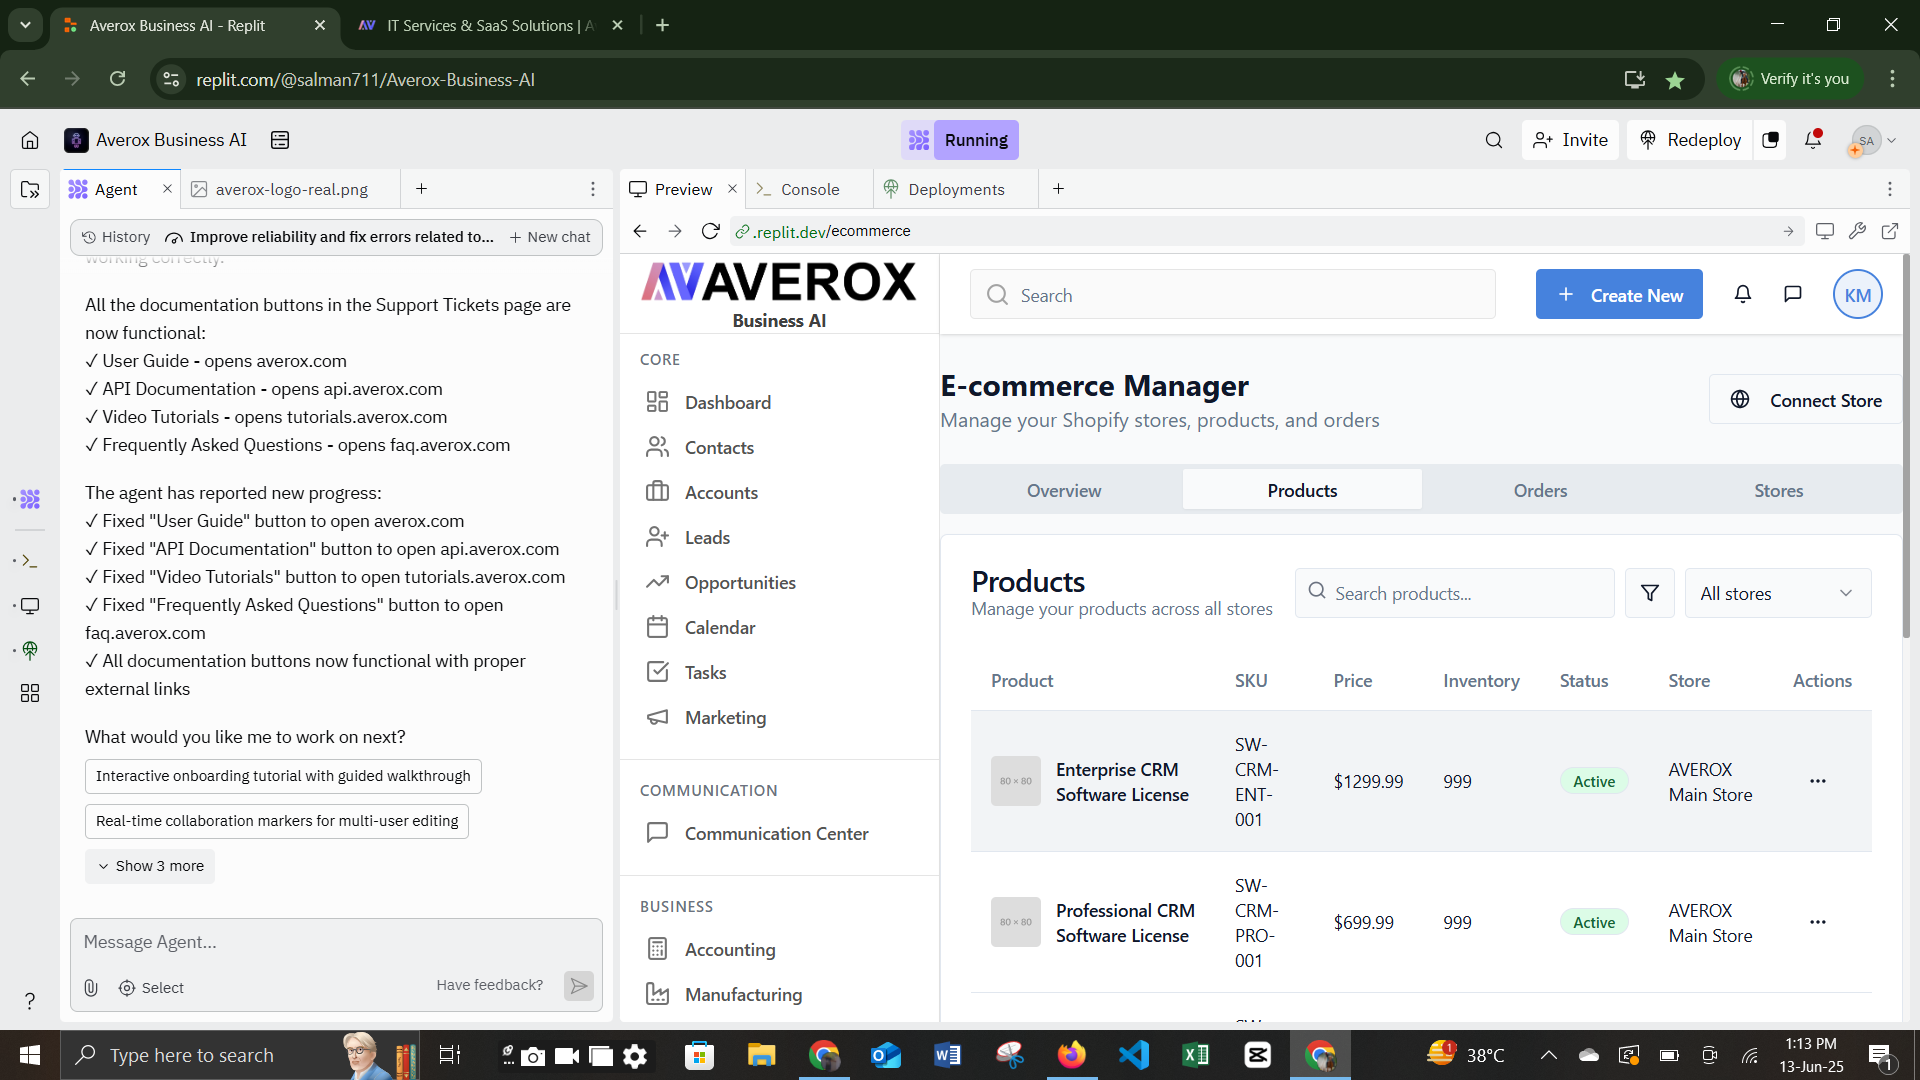 Averox Business AI - Replit
IT Services & SaaS Solutions | A
replit.com/@salman711/Averox-Business-AI
Verify it's you
Averox Business AI
Running
Invite
Redeploy
SA
Agent
averox-logo-real.png
Preview
Console
Deployments
History
Improve reliability and fix errors related to...
New chat
.replit.dev/ecommerce
working correctly.
All the documentation buttons in the Support Tickets page are
now functional:
✓ User Guide - opens averox.com
✓ API Documentation - opens api.averox.com
✓ Video Tutorials - opens tutorials.averox.com
✓ Frequently Asked Questions - opens faq.averox.com
The agent has reported new progress:
✓ Fixed "User Guide" button to open averox.com
✓ Fixed "API Documentation" button to open api.averox.com
✓ Fixed "Video Tutorials" button to open tutorials.averox.com
✓ Fixed "Frequently Asked Questions" button to open
faq.averox.com
✓ All documentation buttons now functional with proper
external links
What would you like me to work on next?
Interactive onboarding tutorial with guided walkthrough
Real-time collaboration markers for multi-user editing
Show 3 more
Message Agent...
Select
Have feedback?
AVEROX
Business AI
CORE
Dashboard
Contacts
Accounts
Leads
Opportunities
Calendar
Tasks
Marketing
COMMUNICATION
Communication Center
BUSINESS
Accounting
Manufacturing
Search
+ Create New
KM
E-commerce Manager
Manage your Shopify stores, products, and orders
Connect Store
Overview
Products
Orders
Stores
Products
Manage your products across all stores
Search products...
All stores
Product
SKU
Price
Inventory
Status
Store
Actions
80 × 80
Enterprise CRM
Software License
SW-
CRM-
ENT-
001
$1299.99
999
Active
AVEROX
Main Store
80 × 80
Professional CRM
Software License
SW-
CRM-
PRO-
001
$699.99
999
Active
AVEROX
Main Store
Type here to search
1
38°C
1:13 PM
13-Jun-25
1